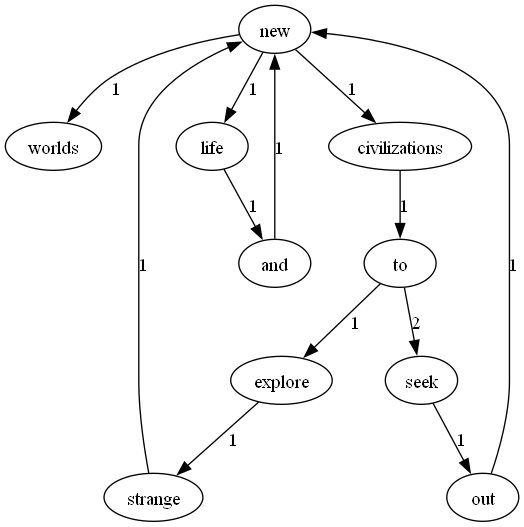 new
1
1
1
worlds
life
civilizations
1
1
1
1
1
and
to
1
2
explore
seek
1
1
strange
out